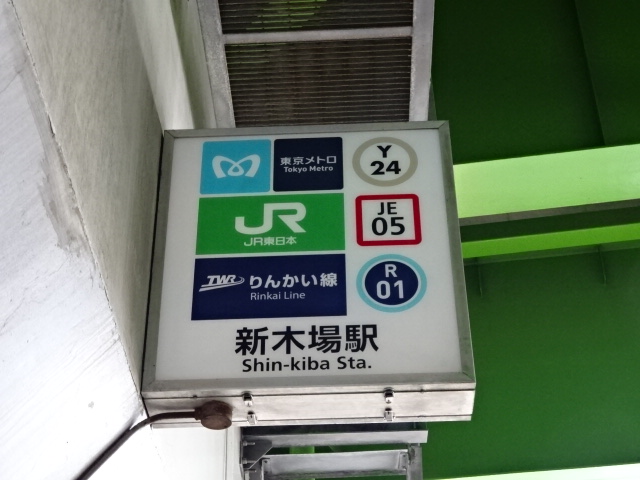 東京メトロ
Tokyo Metro
Y
24
JR
JR東日本
JE
05
TWR りんかい線
Rinkai Line
R
01
新木場駅
Shin-kiba Sta.